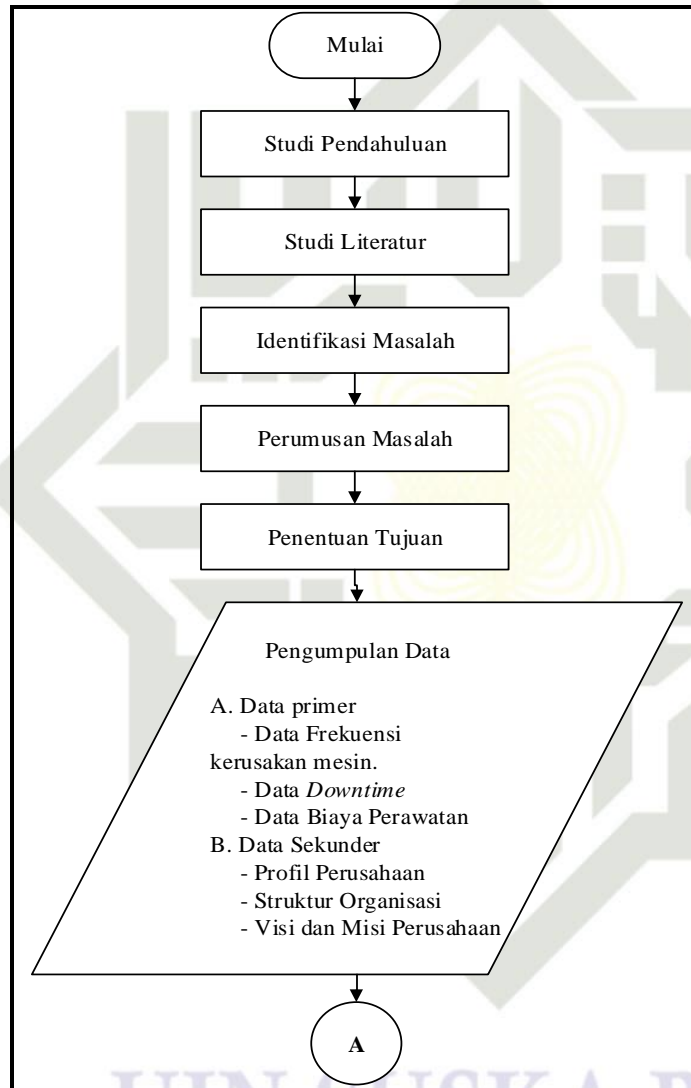 Mulai
Studi Pendahuluan
Studi Literatur
Identifikasi Masalah
Perumusan Masalah
Penentuan Tujuan
Pengumpulan Data
A. Data primer
- Data Frekuensi
kerusakan mesin.
- Data Downtime
- Data Biaya Perawatan
B. Data Sekunder
- Profil Perusahaan
- Struktur Organisasi
- Visi dan Misi Perusahaan
A